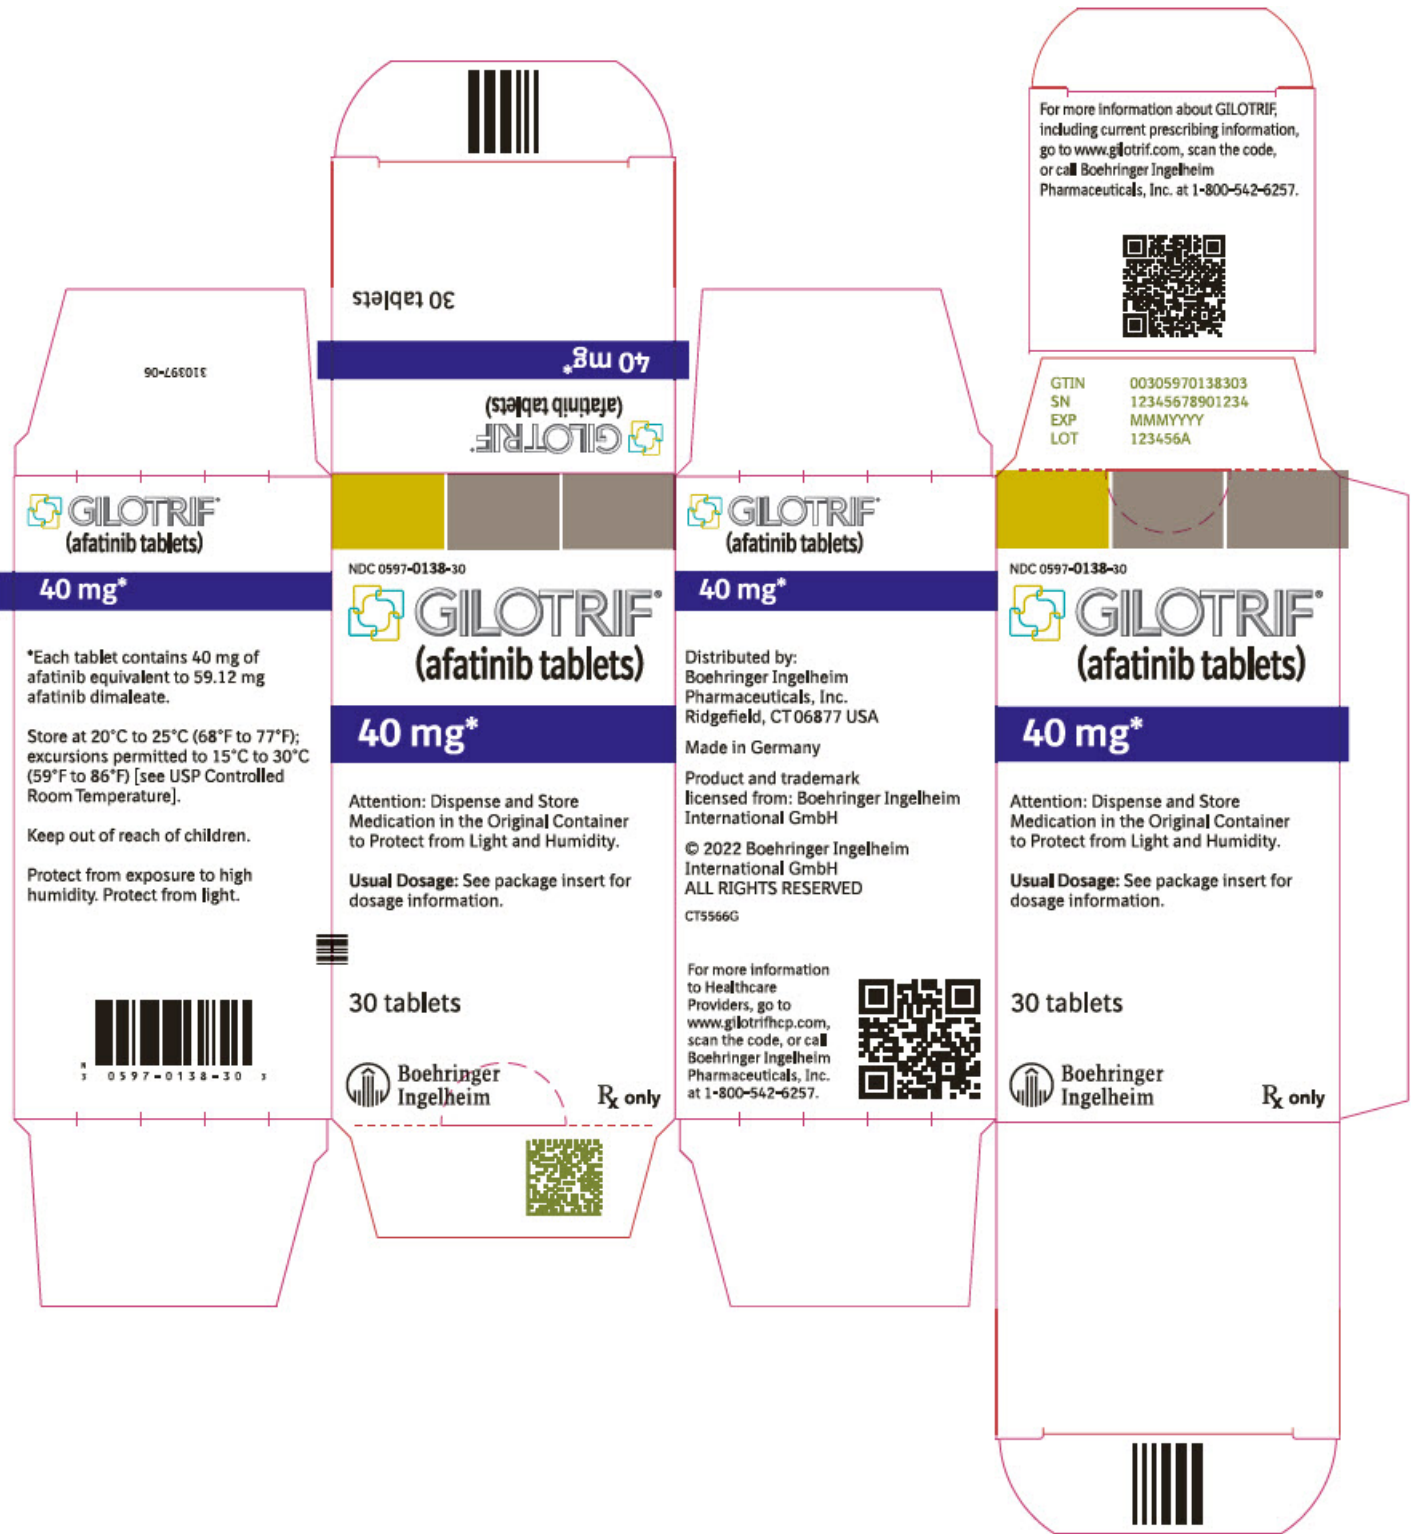 For more information about GILOTRIF,
including current prescribing information,
go to www.gilotrif.com, scan the code,
or call Boehringer Ingelheim
Pharmaceuticals, Inc. at 1-800-542-6257.
30 tablets
40 mg*
GILOTRIF®
(afatinib tablets)
310397-06
GTIN 00305970138303
SN 12345678901234
EXP MMMYYYY
LOT 123456A
GILOTRIF®
(afatinib tablets)
40 mg*
*Each tablet contains 40 mg of
afatinib equivalent to 59.12 mg
afatinib dimaleate.
Store at 20°C to 25°C (68°F to 77°F);
excursions permitted to 15°C to 30°C
(59°F to 86°F) [see USP Controlled
Room Temperature].
Keep out of reach of children.
Protect from exposure to high
humidity. Protect from light.
N
3 0597-0138-30 3
NDC 0597-0138-30
GILOTRIF®
(afatinib tablets)
40 mg*
Attention: Dispense and Store
Medication in the Original Container
to Protect from Light and Humidity.
Usual Dosage: See package insert for
dosage information.
30 tablets
Boehringer
Ingelheim
Rx only
GILOTRIF®
(afatinib tablets)
40 mg*
Distributed by:
Boehringer Ingelheim
Pharmaceuticals, Inc.
Ridgefield, CT 06877 USA
Made in Germany
Product and trademark
licensed from: Boehringer Ingelheim
International GmbH
© 2022 Boehringer Ingelheim
International GmbH
ALL RIGHTS RESERVED
CT5566G
For more information
to Healthcare
Providers, go to
www.gilotrifhcp.com,
scan the code, or call
Boehringer Ingelheim
Pharmaceuticals, Inc.
at 1-800-542-6257.
NDC 0597-0138-30
GILOTRIF®
(afatinib tablets)
40 mg*
Attention: Dispense and Store
Medication in the Original Container
to Protect from Light and Humidity.
Usual Dosage: See package insert for
dosage information.
30 tablets
Boehringer
Ingelheim
Rx only